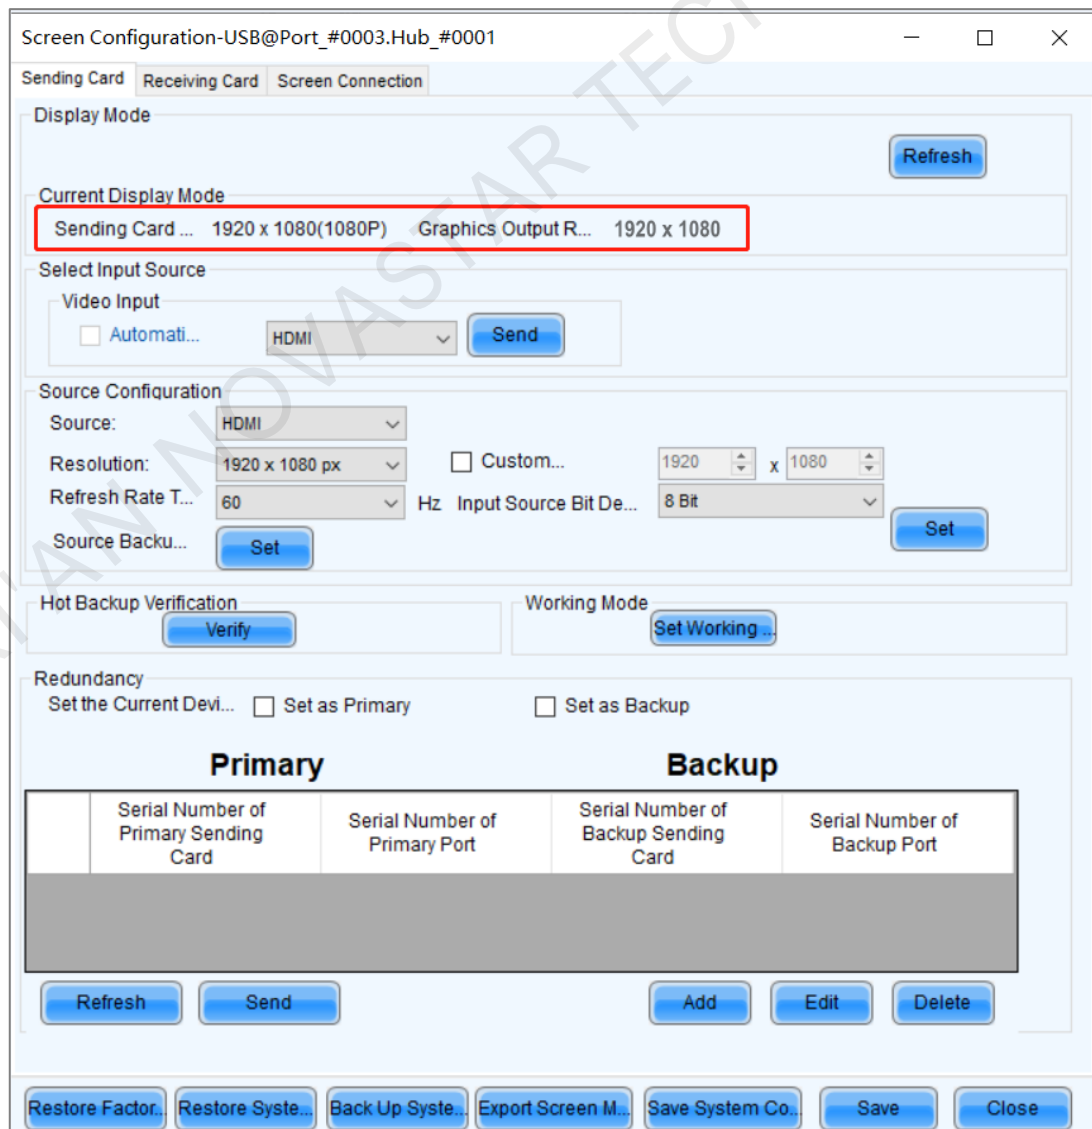 Screen Configuration-USB@Port_#0003.Hub_#0001
Sending Card Receiving Card Screen Connection
Display Mode
Refresh
Current Display Mode
Sending Card ... 1920 x 1080(1080P) Graphics Output R... 1920 x 1080
Select Input Source
Video Input
Automati... HDMI Send
Source Configuration
Source: HDMI
Resolution: 1920 x 1080 px Custom... 1920 x 1080
Refresh Rate T... 60 Hz Input Source Bit De... 8 Bit
Source Backu... Set Set
Hot Backup Verification Working Mode
Verify Set Working ...
Redundancy
Set the Current Devi... Set as Primary Set as Backup
Primary Backup
Serial Number of Primary Sending Card Serial Number of Primary Port Serial Number of Backup Sending Card Serial Number of Backup Port
Refresh Send Add Edit Delete
Restore Factor... Restore Syste... Back Up Syste... Export Screen M... Save System Co... Save Close
AN NOVASTAR TEC